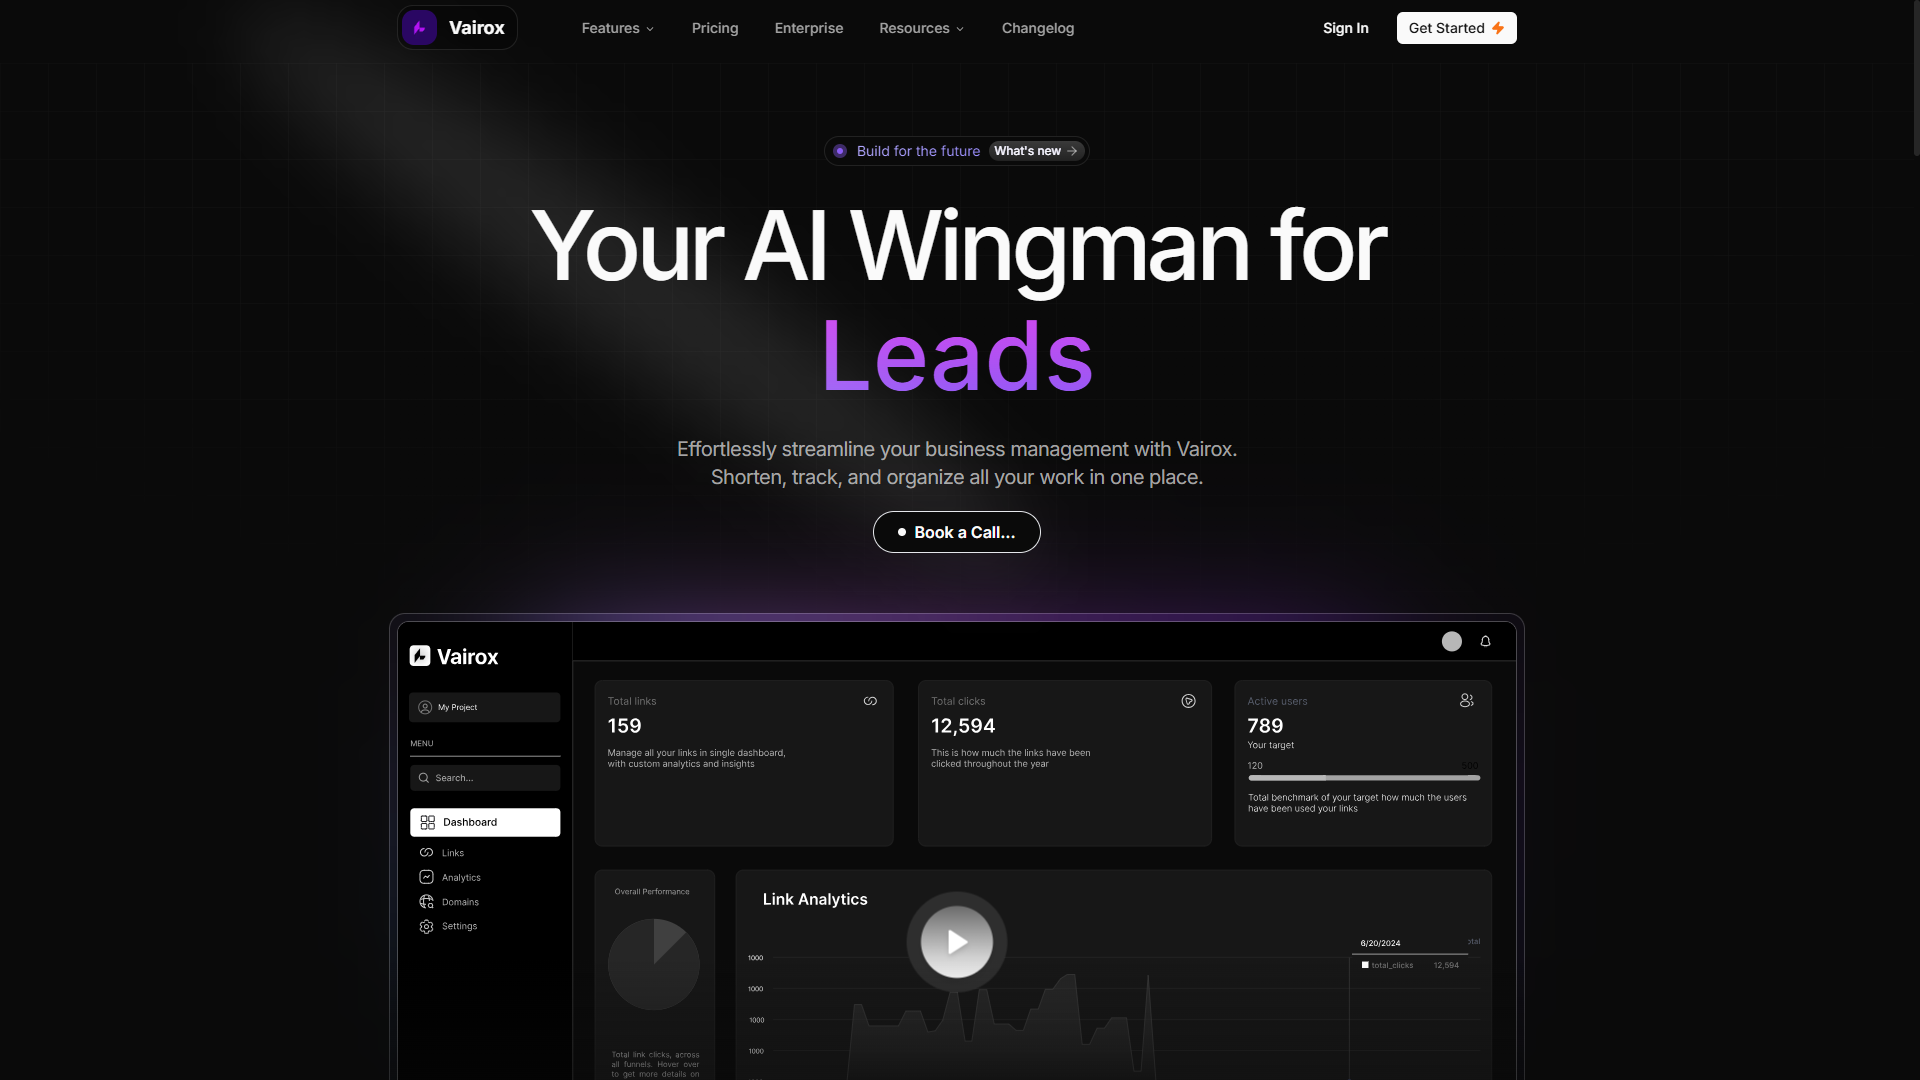 Vairox
Features
Pricing
Enterprise
Resources
Changelog
Sign In
Get Started
Build for the future
What's new
Your AI Wingman for
Leads
Effortlessly streamline your business management with Vairox.
Shorten, track, and organize all your work in one place.
Book a Call...
Vairox
My Project
MENU
Search...
Dashboard
Links
Analytics
Domains
Settings
Total links
159
Manage all your links in single dashboard,
with custom analytics and insights
Total clicks
12,594
This is how much the links have been
clicked throughout the year
Active users
789
Your target
120
500
Total benchmark of your target how much the users
have been used your links
Overall Performance
Total link clicks, across
all funnels. Hover over
to get more details on
Link Analytics
1000
1000
1000
1000
6/20/2024
total_clicks
12,594